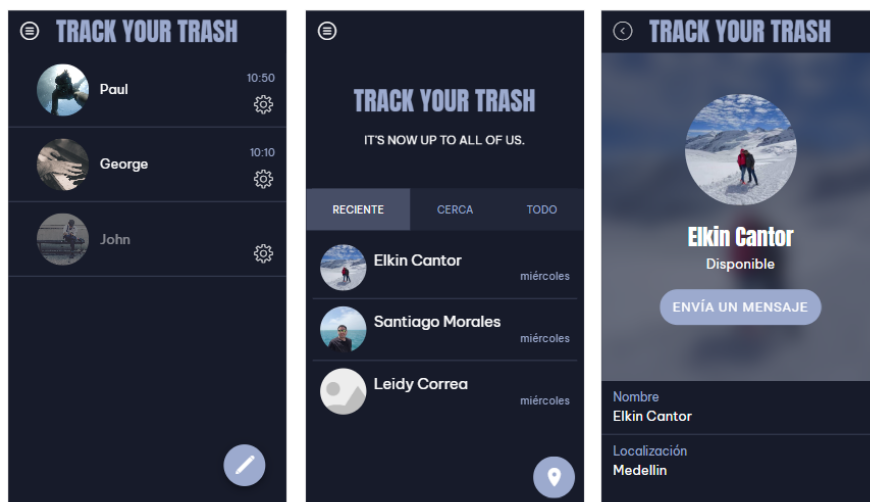 TRACK YOUR TRASH
Paul
10:50
George
10:10
John
TRACK YOUR TRASH
IT'S NOW UP TO ALL OF US.
RECIENTE
CERCA
TODO
Elkin Cantor
miércoles
Santiago Morales
miércoles
Leidy Correa
miércoles
TRACK YOUR TRASH
Elkin Cantor
Disponible
ENVÍA UN MENSAJE
Nombre
Elkin Cantor
Localización
Medellin